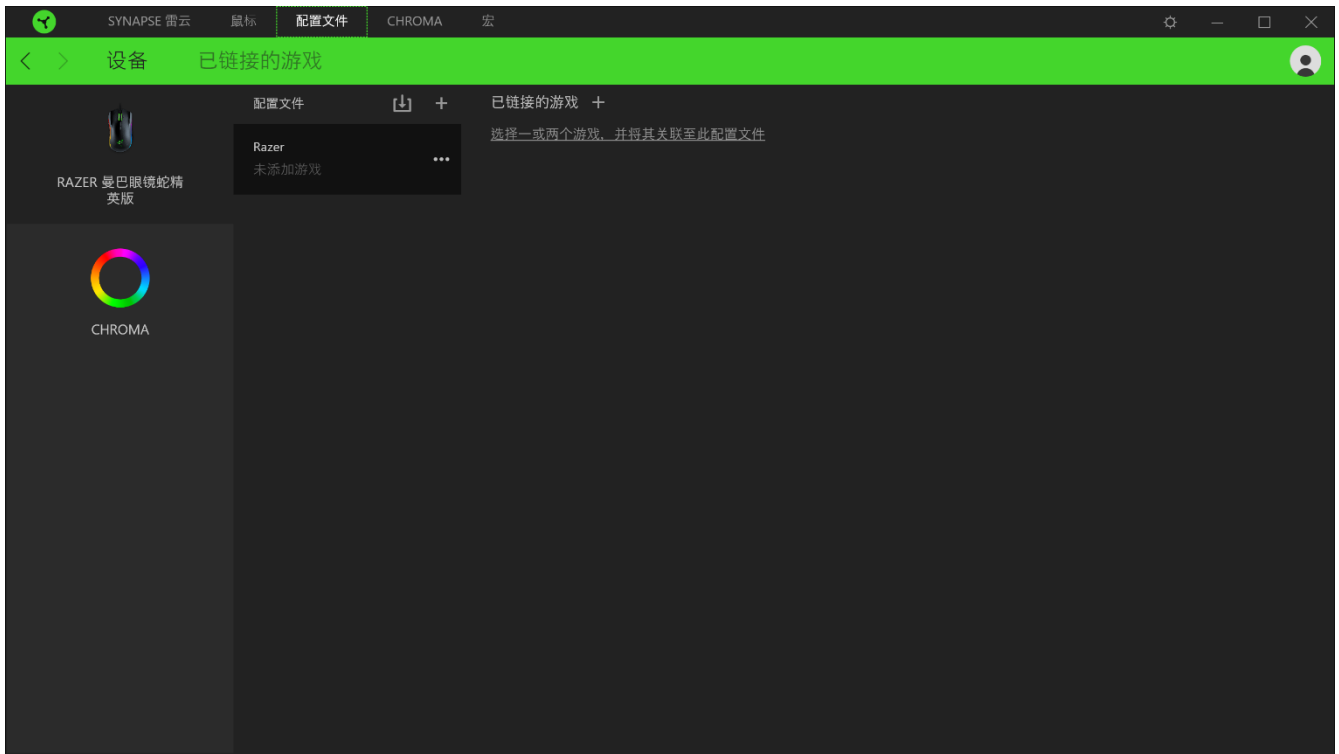 SYNAPSE 雷云 鼠标 配置文件 CHROMA 宏
设备 已链接的游戏
RAZER 曼巴眼镜蛇精
英版
CHROMA
配置文件
Razer
未添加游戏
已链接的游戏
选择一或两个游戏，并将其关联至此配置文件